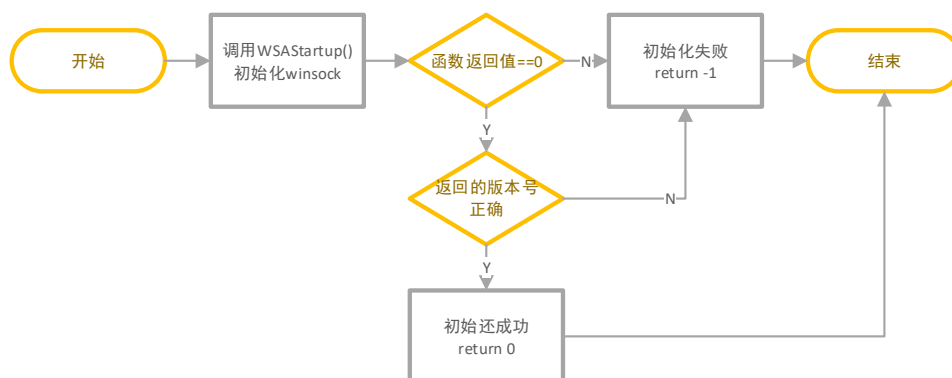 开始
调用WSAStartup()
初始化winsock
函数返回值==0
N
初始化失败
return -1
结束
Y
返回的版本号
正确
N
Y
初始还成功
return 0